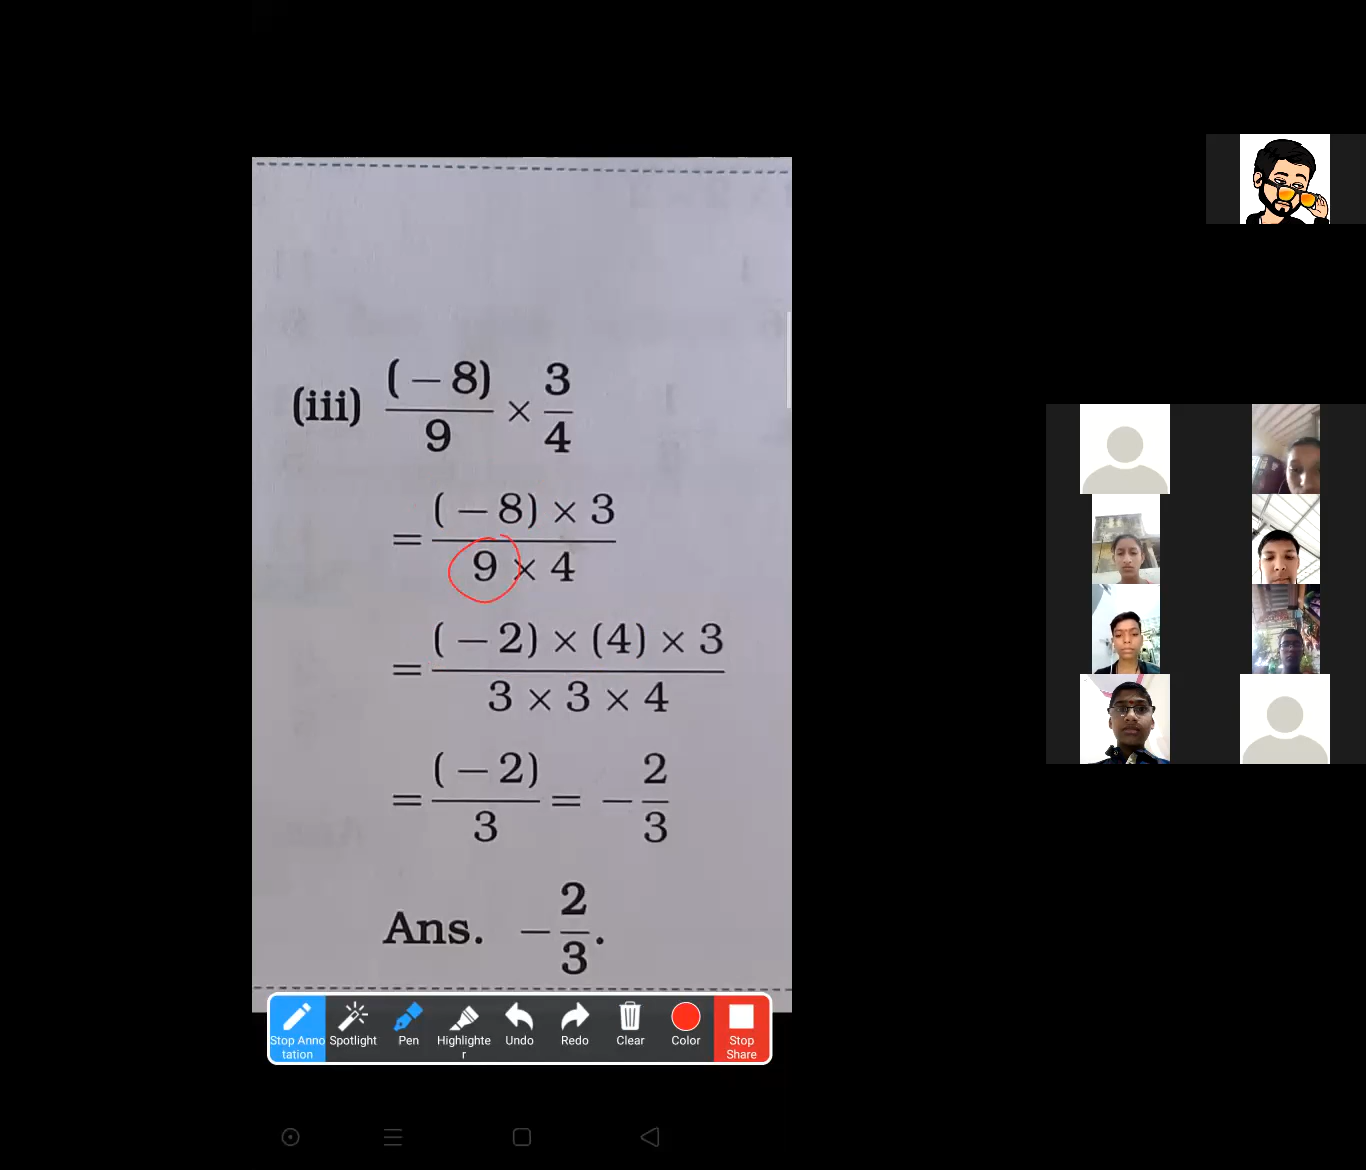 (iii) (−8)/9 × 3/4
= (−8) × 3 / 9 × 4
= (−2) × (4) × 3 / 3 × 3 × 4
= (−2)/3 = − 2/3
Ans. − 2/3.
Stop Annotation Spotlight Pen Highlighter Undo Redo Clear Color Stop Share